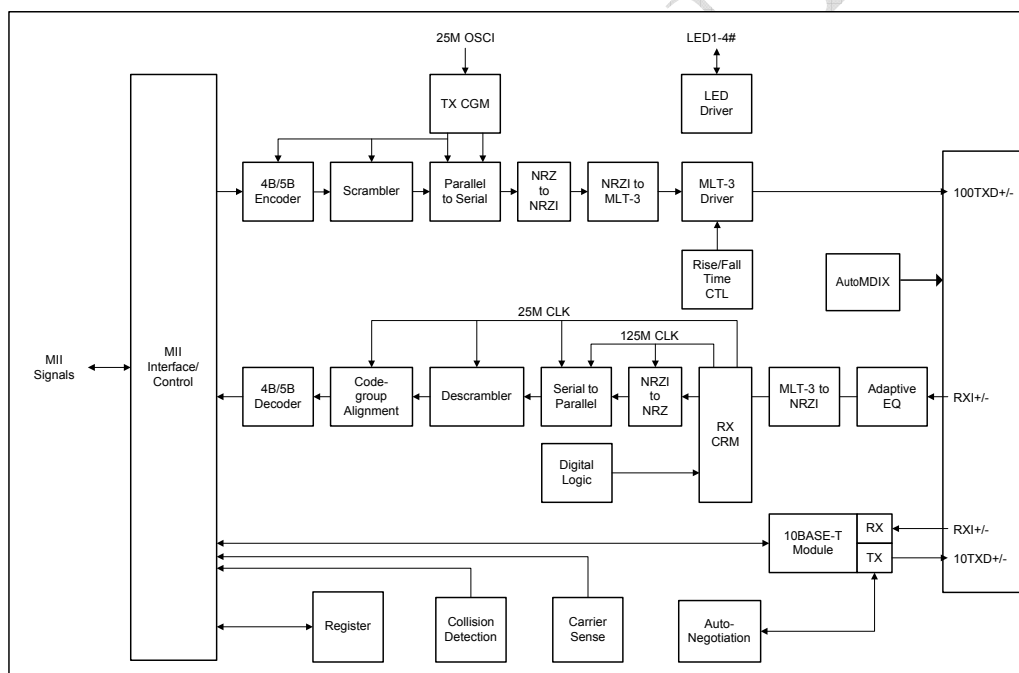 25M OSCI
LED1-4#
TX CGM
LED
Driver
4B/5B
Encoder
Scrambler
Parallel
to Serial
NRZ
to
NRZI
NRZI to
MLT-3
MLT-3
Driver
100TXD+/-
Rise/Fall
Time
CTL
AutoMDIX
25M CLK
125M CLK
MII
Signals
MII
Interface/
Control
4B/5B
Decoder
Code-
group
Alignment
Descrambler
Serial to
Parallel
NRZI
to
NRZ
RX
CRM
MLT-3 to
NRZI
Adaptive
EQ
RXI+/-
Digital
Logic
10BASE-T
Module
RX
TX
RXI+/-
10TXD+/-
Register
Collision
Detection
Carrier
Sense
Auto-
Negotiation